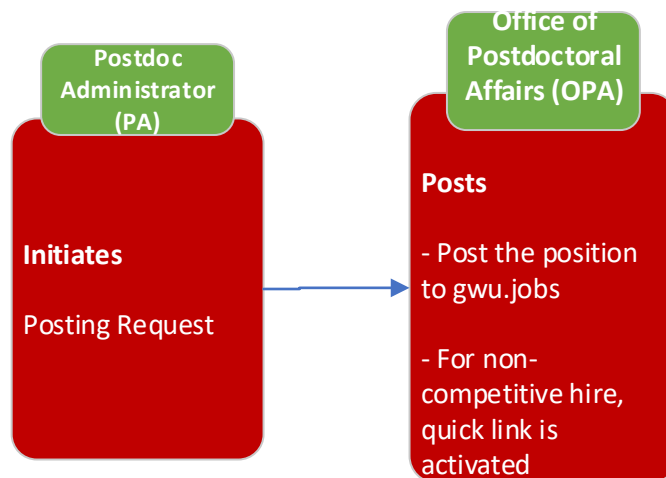 Postdoc
Administrator
(PA)
Initiates
Posting Request
Office of
Postdoctoral
Affairs (OPA)
Posts
- Post the position
to gwu.jobs
- For non-
competitive hire,
quick link is
activated